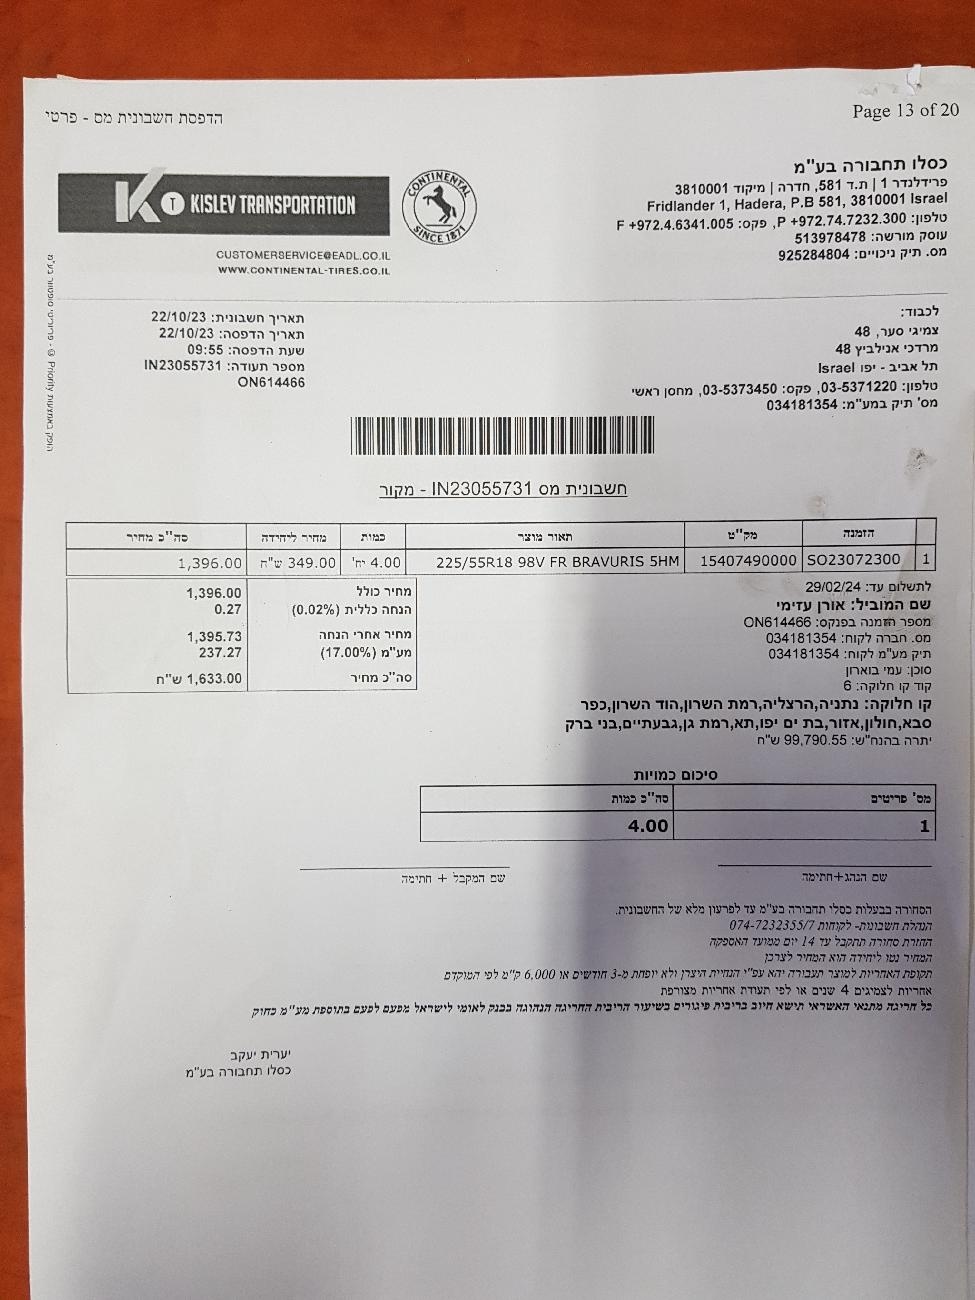 הדפסת חשבונית מס - פרטי
Page 13 of 20
כסלו תחבורה בע"מ
פרידלנדר 1 | ת.ד 581, חדרה | מיקוד 3810001
Fridlander 1, Hadera, P.B 581, 3810001 Israel
טלפון: P +972.74.7232.300, פקס: F +972.4.6341.005
עוסק מורשה: 513978478
מס. תיק ניכויים: 925284804
K T KISLEV TRANSPORTATION
CONTINENTAL
SINCE 1871
CUSTOMERSERVICE@EADL.CO.IL
WWW.CONTINENTAL-TIRES.CO.IL
הופק באמצעות Priority © - פריוריטי סופטוור בע"מ
לכבוד:
צמיגי סער, 48
מרדכי אנילביץ 48
תל אביב - יפו Israel
טלפון: 03-5371220, פקס: 03-5373450, מחסן ראשי
מס' תיק במע"מ: 034181354
תאריך חשבונית: 22/10/23
תאריך הדפסה: 22/10/23
שעת הדפסה: 09:55
מספר תעודה: IN23055731
ON614466
חשבונית מס IN23055731 - מקור
הזמנה מק"ט תאור מוצר כמות מחיר ליחידה סה"כ מחיר
1 SO23072300 15407490000 225/55R18 98V FR BRAVURIS 5HM 4.00 יח' 349.00 ש"ח 1,396.00
מחיר כולל 1,396.00
הנחה כללית (0.02%) 0.27
מחיר אחרי הנחה 1,395.73
מע"מ (17.00%) 237.27
סה"כ מחיר 1,633.00 ש"ח
לתשלום עד: 29/02/24
שם המוביל: אורן עזימי
מספר הזמנה בפנקס: ON614466
מס. חברה לקוח: 034181354
תיק מע"מ לקוח: 034181354
סוכן: עמי בוארון
קוד קו חלוקה: 6
קו חלוקה: נתניה,הרצליה,רמת השרון,הוד השרון,כפר
סבא,חולון,אזור,בת ים יפו,תא,רמת גן,גבעתיים,בני ברק
יתרה בהנח"ש: 99,790.55 ש"ח
סיכום כמויות
מס' פריטים סה"כ כמות
1 4.00
שם הנהג+חתימה
שם המקבל + חתימה
הסחורה בבעלות כסלו תחבורה בע"מ עד לפרעון מלא של החשבונית.
הנהלת חשבונות- לקוחות 074-7232355/7
החזרת סחורה תתקבל עד 14 יום ממועד האספקה
המחיר נטו ליחידה הוא המחיר לצרכן
תקופת האחריות למוצר תעבורה יהא עפ"י הנחיית היצרן ולא יופחת מ-3 חודשים או 6,000 ק"מ לפי המוקדם
אחריות לצמיגים 4 שנים או לפי תעודת אחריות מצורפת
כל חריגה מתנאי האשראי תישא חיוב בריבית פיגורים בשיעור הריבית החריגה הנהוגה בבנק לאומי לישראל מפעם לפעם בתוספת מע"מ כחוק
יערית יעקב
כסלו תחבורה בע"מ